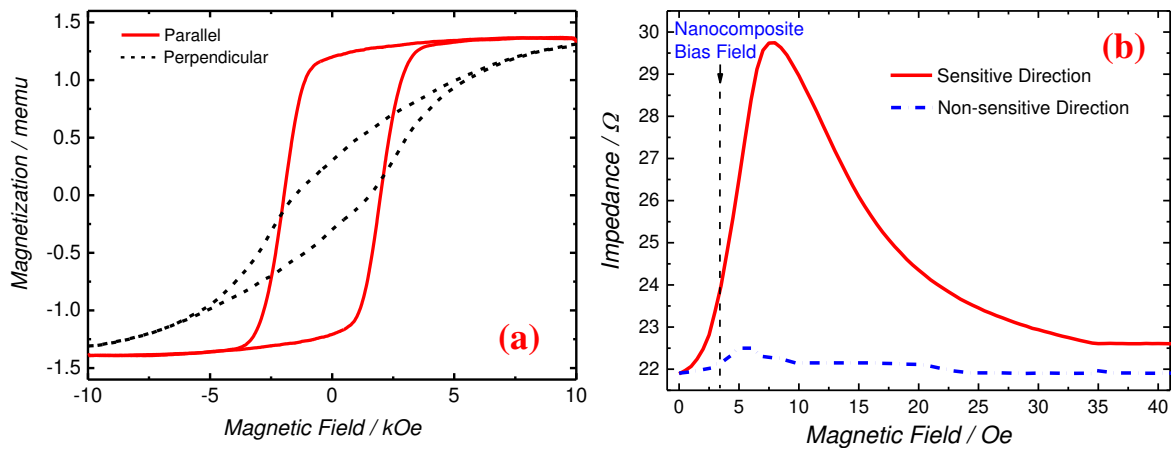 1.5
1.0
0.5
0.0
-0.5
-1.0
-1.5
Magnetization / memu
Parallel
Perpendicular
(a)
-10
-5
0
5
10
Magnetic Field / kOe
30
29
28
27
26
25
24
23
22
Impedance / Ω
Nanocomposite
Bias Field
(b)
Sensitive Direction
Non-sensitive Direction
0
5
10
15
20
25
30
35
40
Magnetic Field / Oe